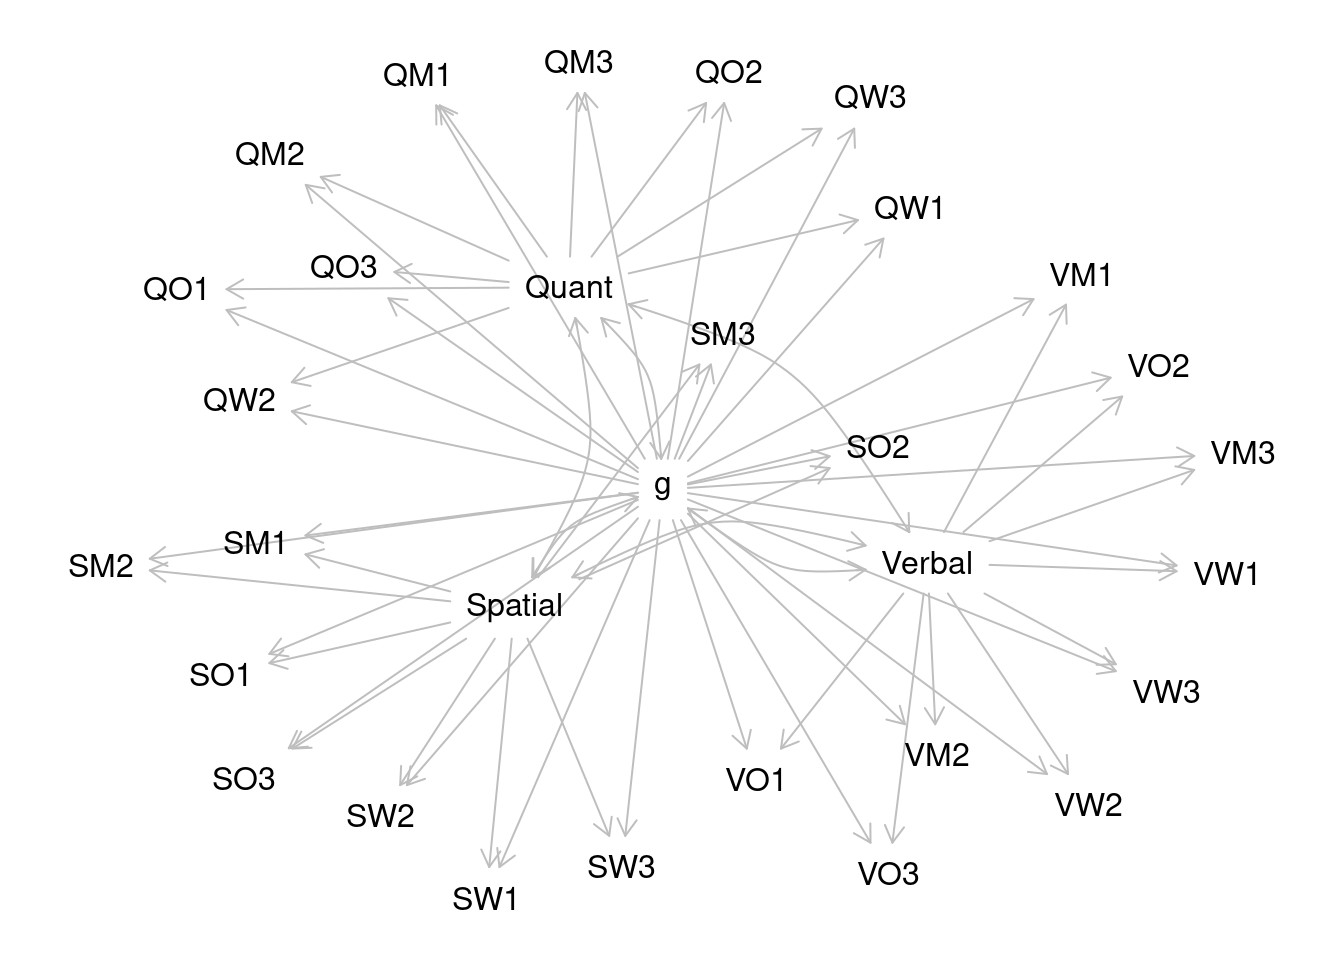 QM3
QO2
QM1
QW3
QM2
QW1
QO3
VM1
Quant
QO1
SM3
VO2
QW2
SO2
VM3
g
SM1
Verbal
SM2
VW1
Spatial
SO1
VW3
VM2
SO3
VO1
VW2
SW2
SW3
VO3
SW1